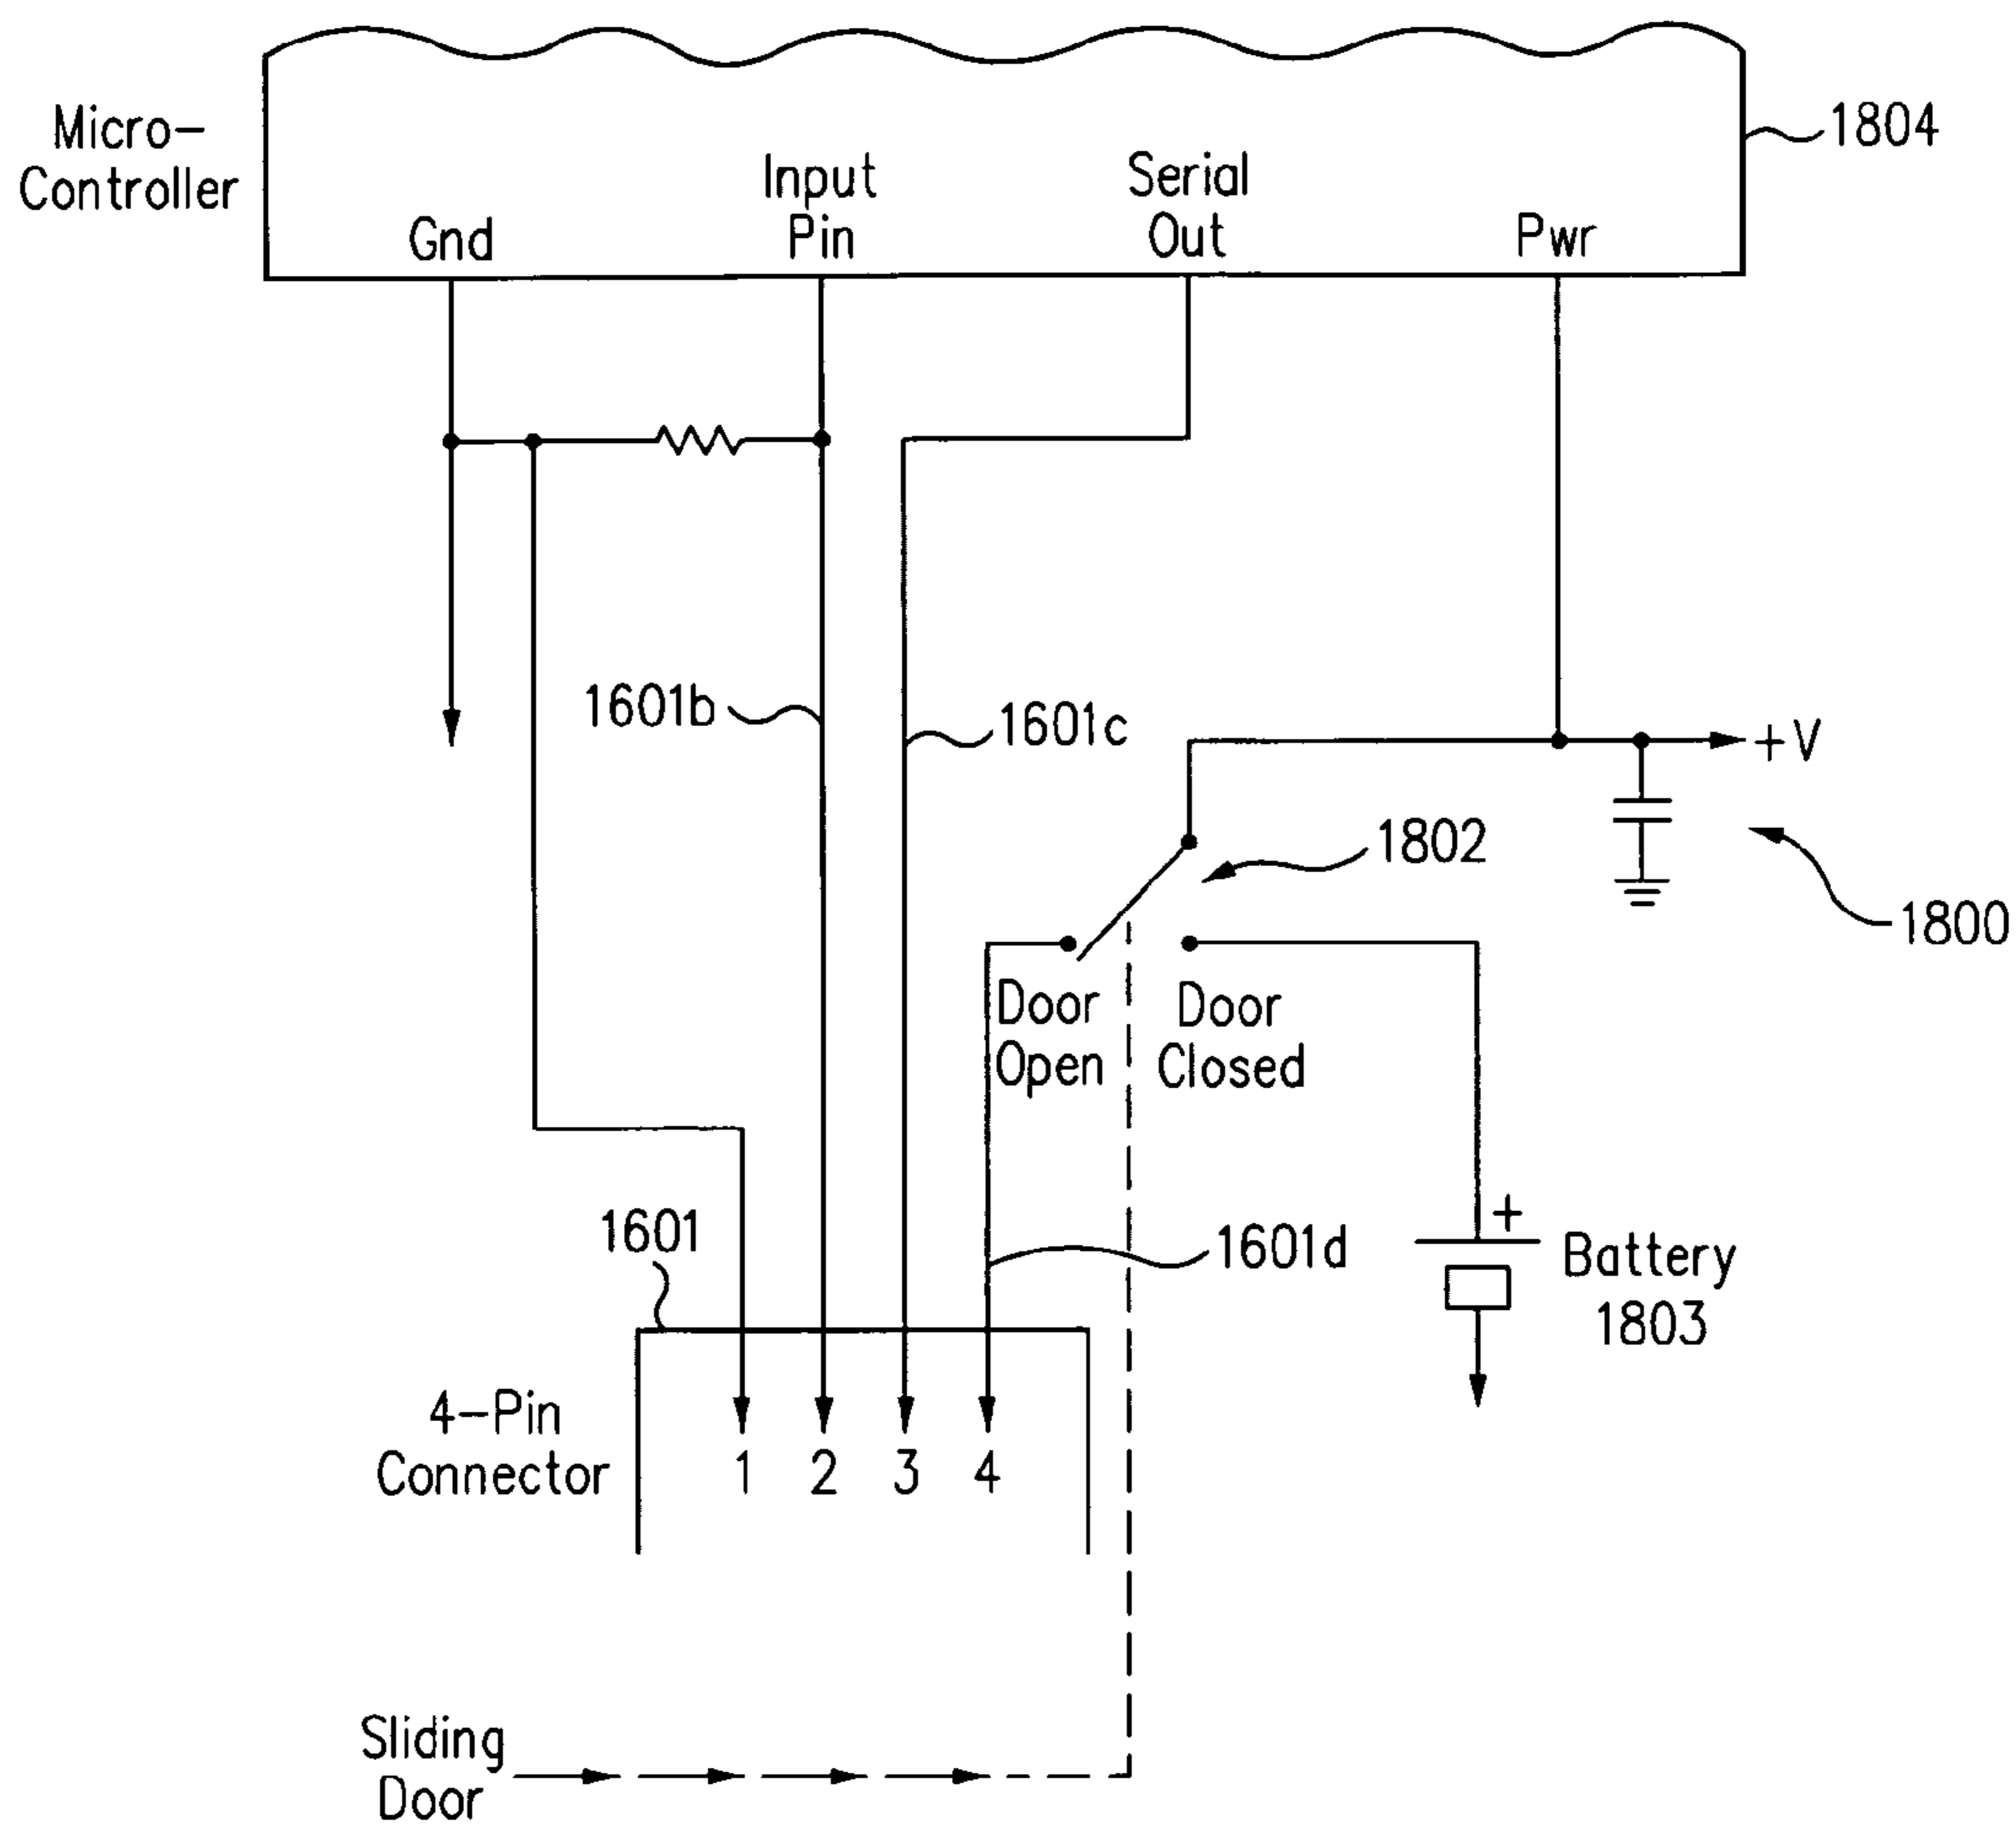 Micro-
Controller
1804
Gnd
Input
Pin
Serial
Out
Pwr
1601b
1601c
+V
1802
1800
Door
Open
Door
Closed
1601
1601d
+
Battery
1803
4-Pin
Connector
1 2 3 4
Sliding
Door